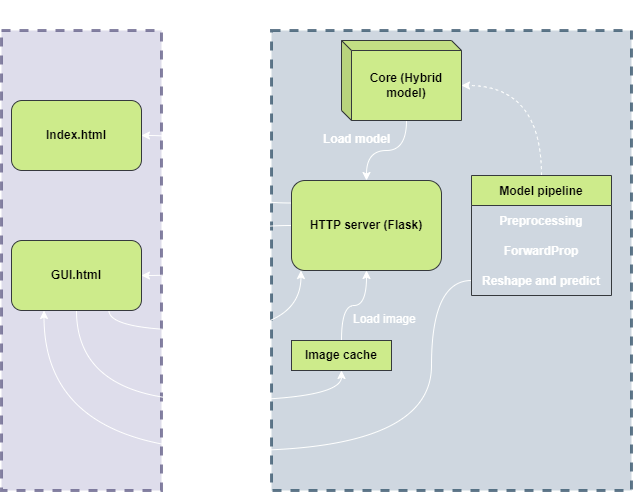 Core (Hybrid
model)
Index.html
Load model
Model pipeline
HTTP server (Flask)
Preprocessing
ForwardProp
GUI.html
Reshape and predict
Load image
Image cache